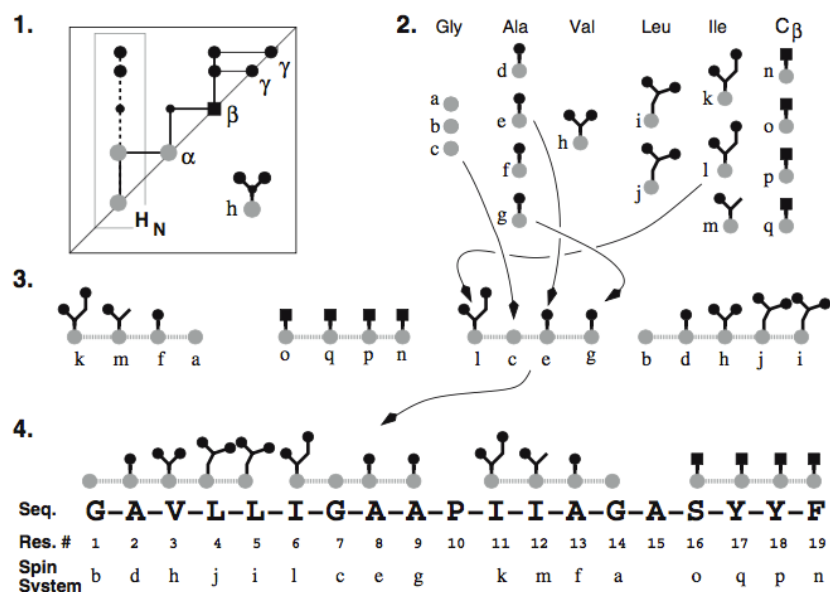 1.
γ
γ
β
α
h
H N
2.
Gly Ala Val Leu Ile Cβ
d
n
a
k
b
e
i
o
c
h
f
l
p
j
g
m
q
3.
k m f a o q p n l c e g b d h j i
4.
Seq. G–A–V–L–L–I–G–A–A–P–I–I–A–G–A–S–Y–Y–F
Res. # 1 2 3 4 5 6 7 8 9 10 11 12 13 14 15 16 17 18 19
Spin
System b d h j i l c e g k m f a o q p n